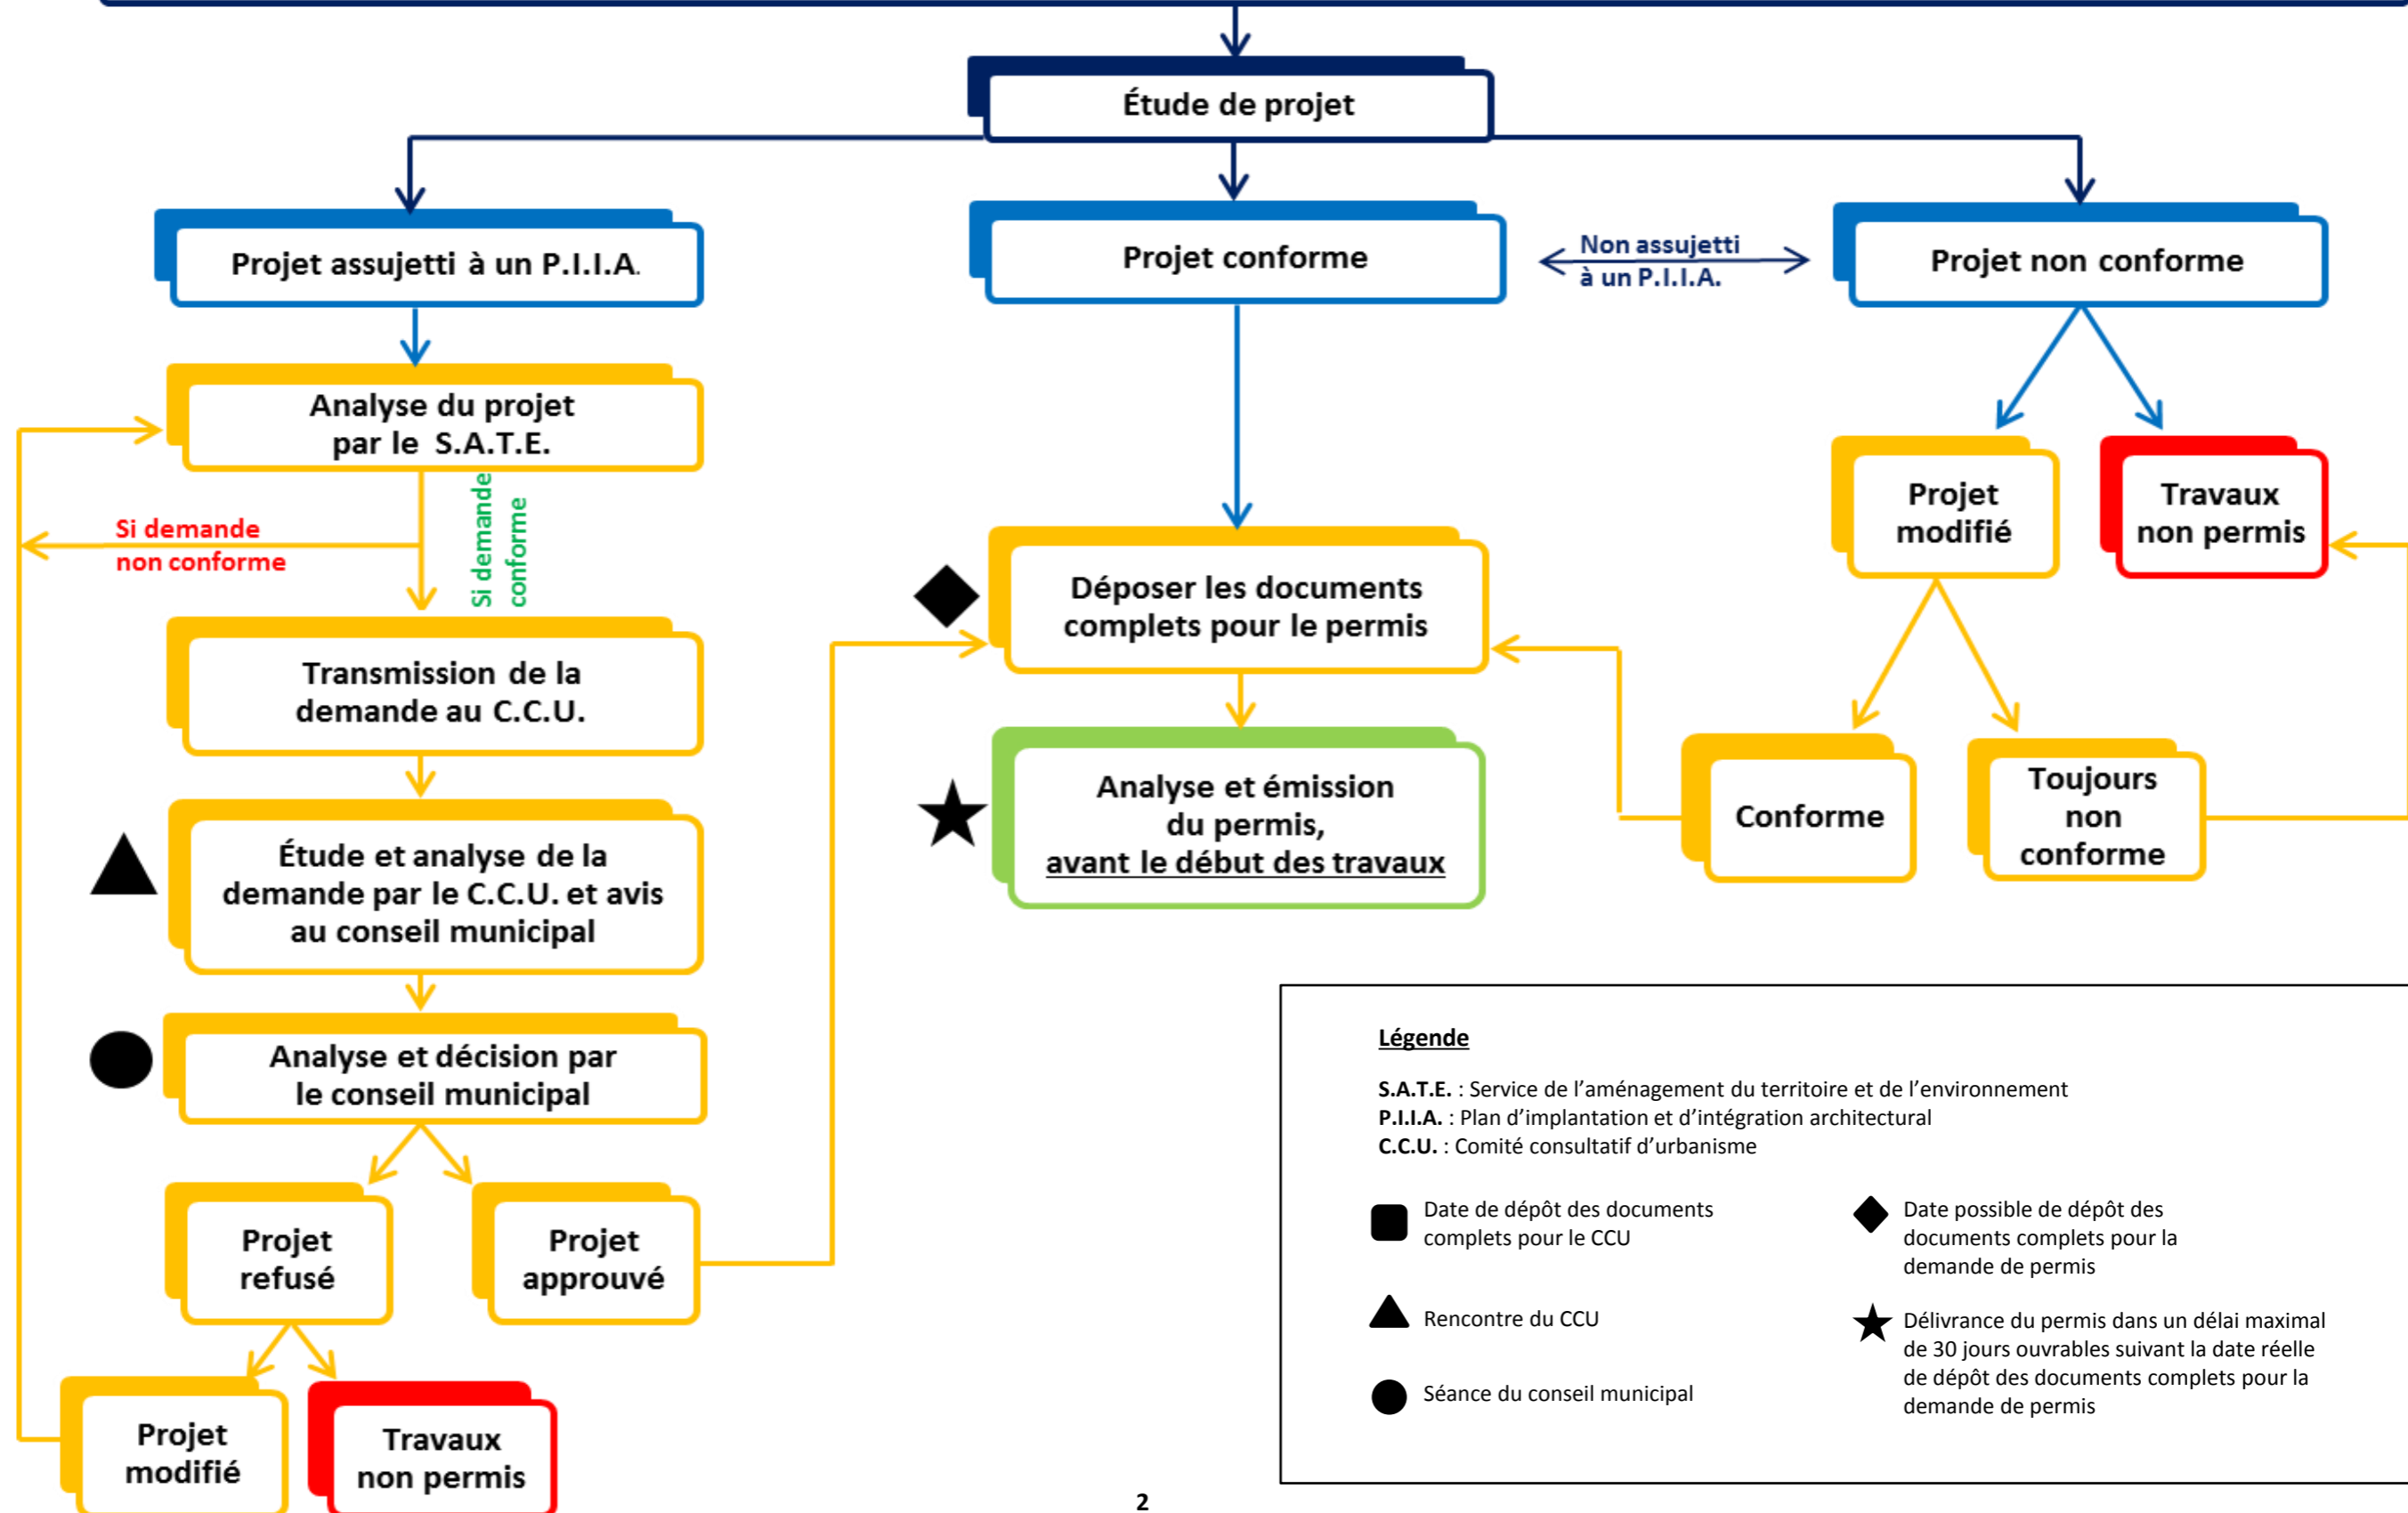 Étude de projet
Projet assujetti à un P.I.I.A.
Projet conforme
Non assujetti
à un P.I.I.A.
Projet non conforme
Analyse du projet
par le S.A.T.E.
Si demande
non conforme
Si demande
conforme
Transmission de la
demande au C.C.U.
Étude et analyse de la
demande par le C.C.U. et avis
au conseil municipal
Analyse et décision par
le conseil municipal
Projet
refusé
Projet
approuvé
Projet
modifié
Travaux
non permis
Déposer les documents
complets pour le permis
Analyse et émission
du permis,
avant le début des travaux
Projet
modifié
Travaux
non permis
Conforme
Toujours
non
conforme
Légende
S.A.T.E. : Service de l’aménagement du territoire et de l’environnement
P.I.I.A. : Plan d’implantation et d’intégration architectural
C.C.U. : Comité consultatif d’urbanisme
Date de dépôt des documents
complets pour le CCU
Rencontre du CCU
Séance du conseil municipal
Date possible de dépôt des
documents complets pour la
demande de permis
Délivrance du permis dans un délai maximal
de 30 jours ouvrables suivant la date réelle
de dépôt des documents complets pour la
demande de permis
2